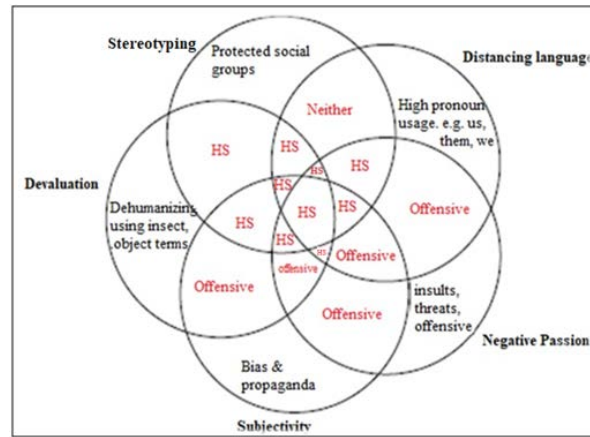 Stereotyping
Distancing language
Protected social
groups
Neither
High pronoun
usage. e.g. us,
them, we
HS
HS
HS
HS
Devaluation
HS
HS
HS
HS
Offensive
Dehumanizing
using insect,
object terms
HS
HS
Offensive
offensive
Offensive
insults,
threats,
offensive
Offensive
Negative Passion
Bias &
propaganda
Subjectivity